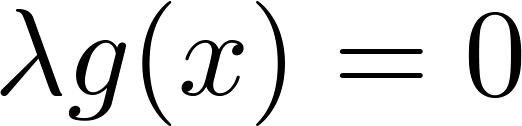 λg(x) = 0